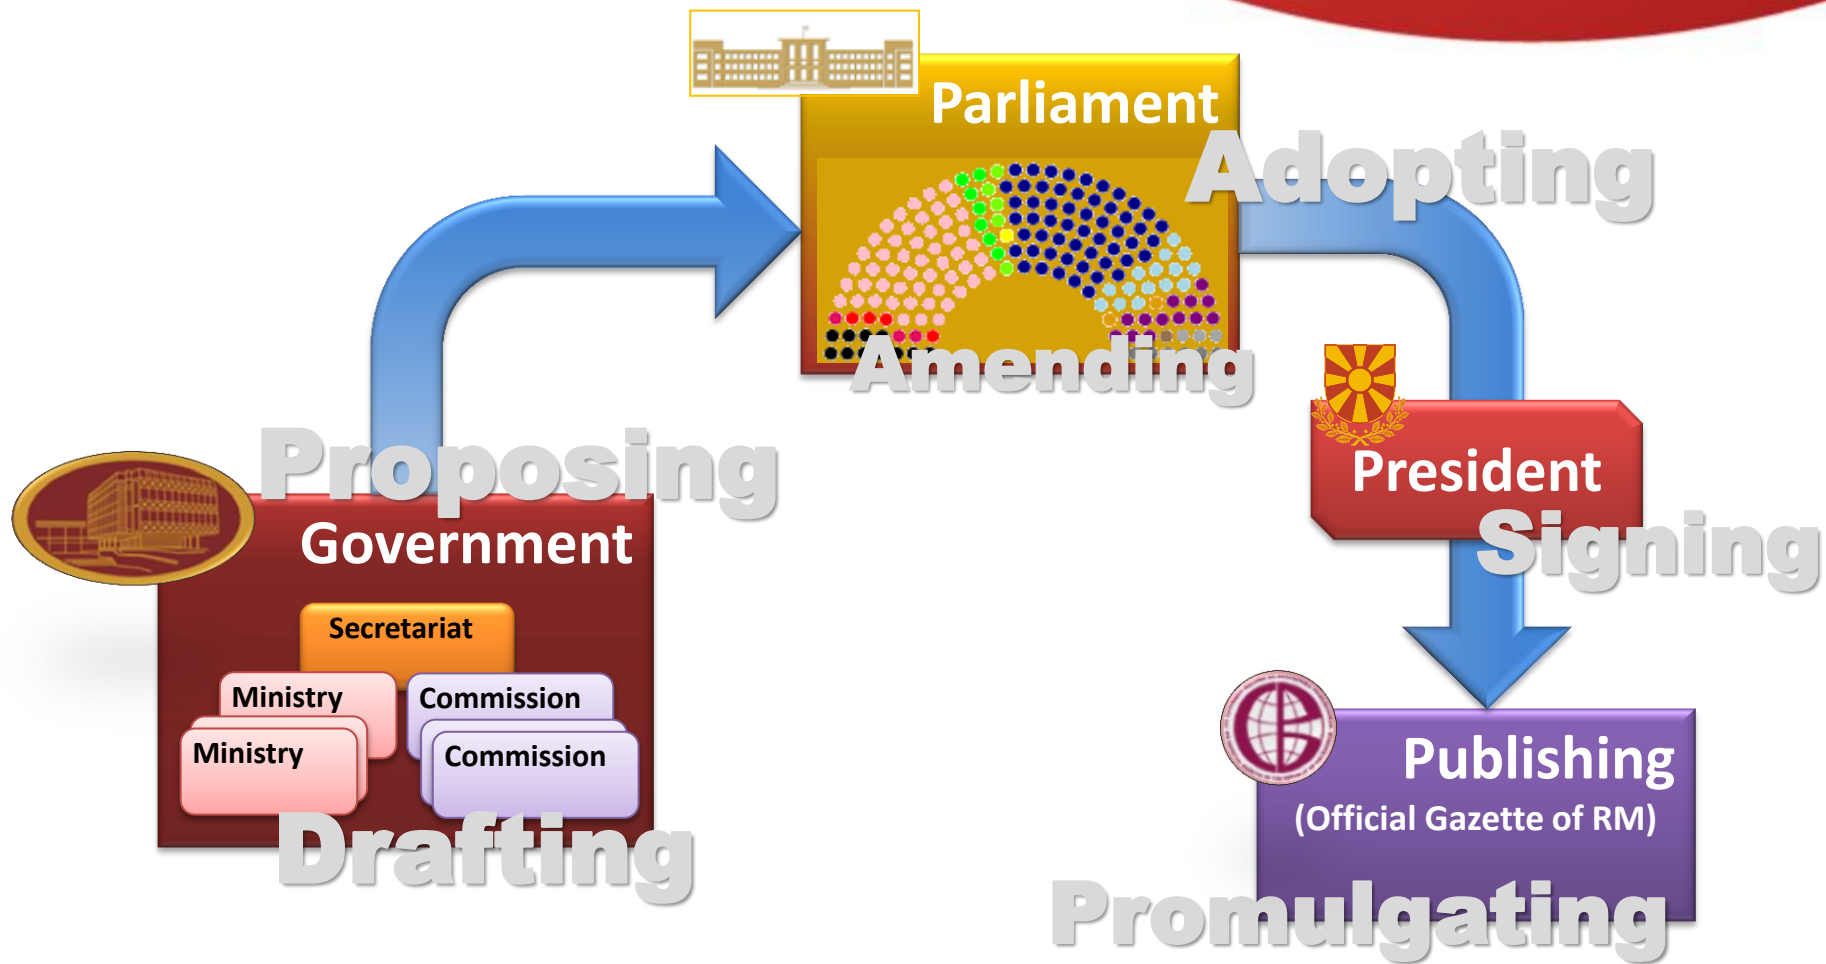 Parliament
Adopting
Amending
Proposing
Government
Secretariat
Ministry
Commission
Ministry
Commission
Drafting
President
Signing
Publishing
(Official Gazette of RM)
Promulgating